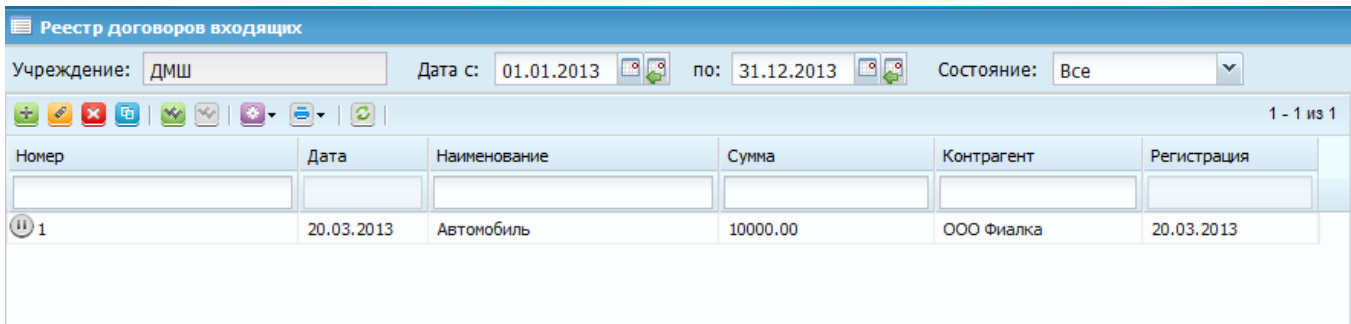 Реестр договоров входящих
Учреждение: ДМШ Дата с: 01.01.2013 по: 31.12.2013 Состояние: Все
1 - 1 из 1
Номер Дата Наименование Сумма Контрагент Регистрация
1 20.03.2013 Автомобиль 10000.00 ООО Фиалка 20.03.2013